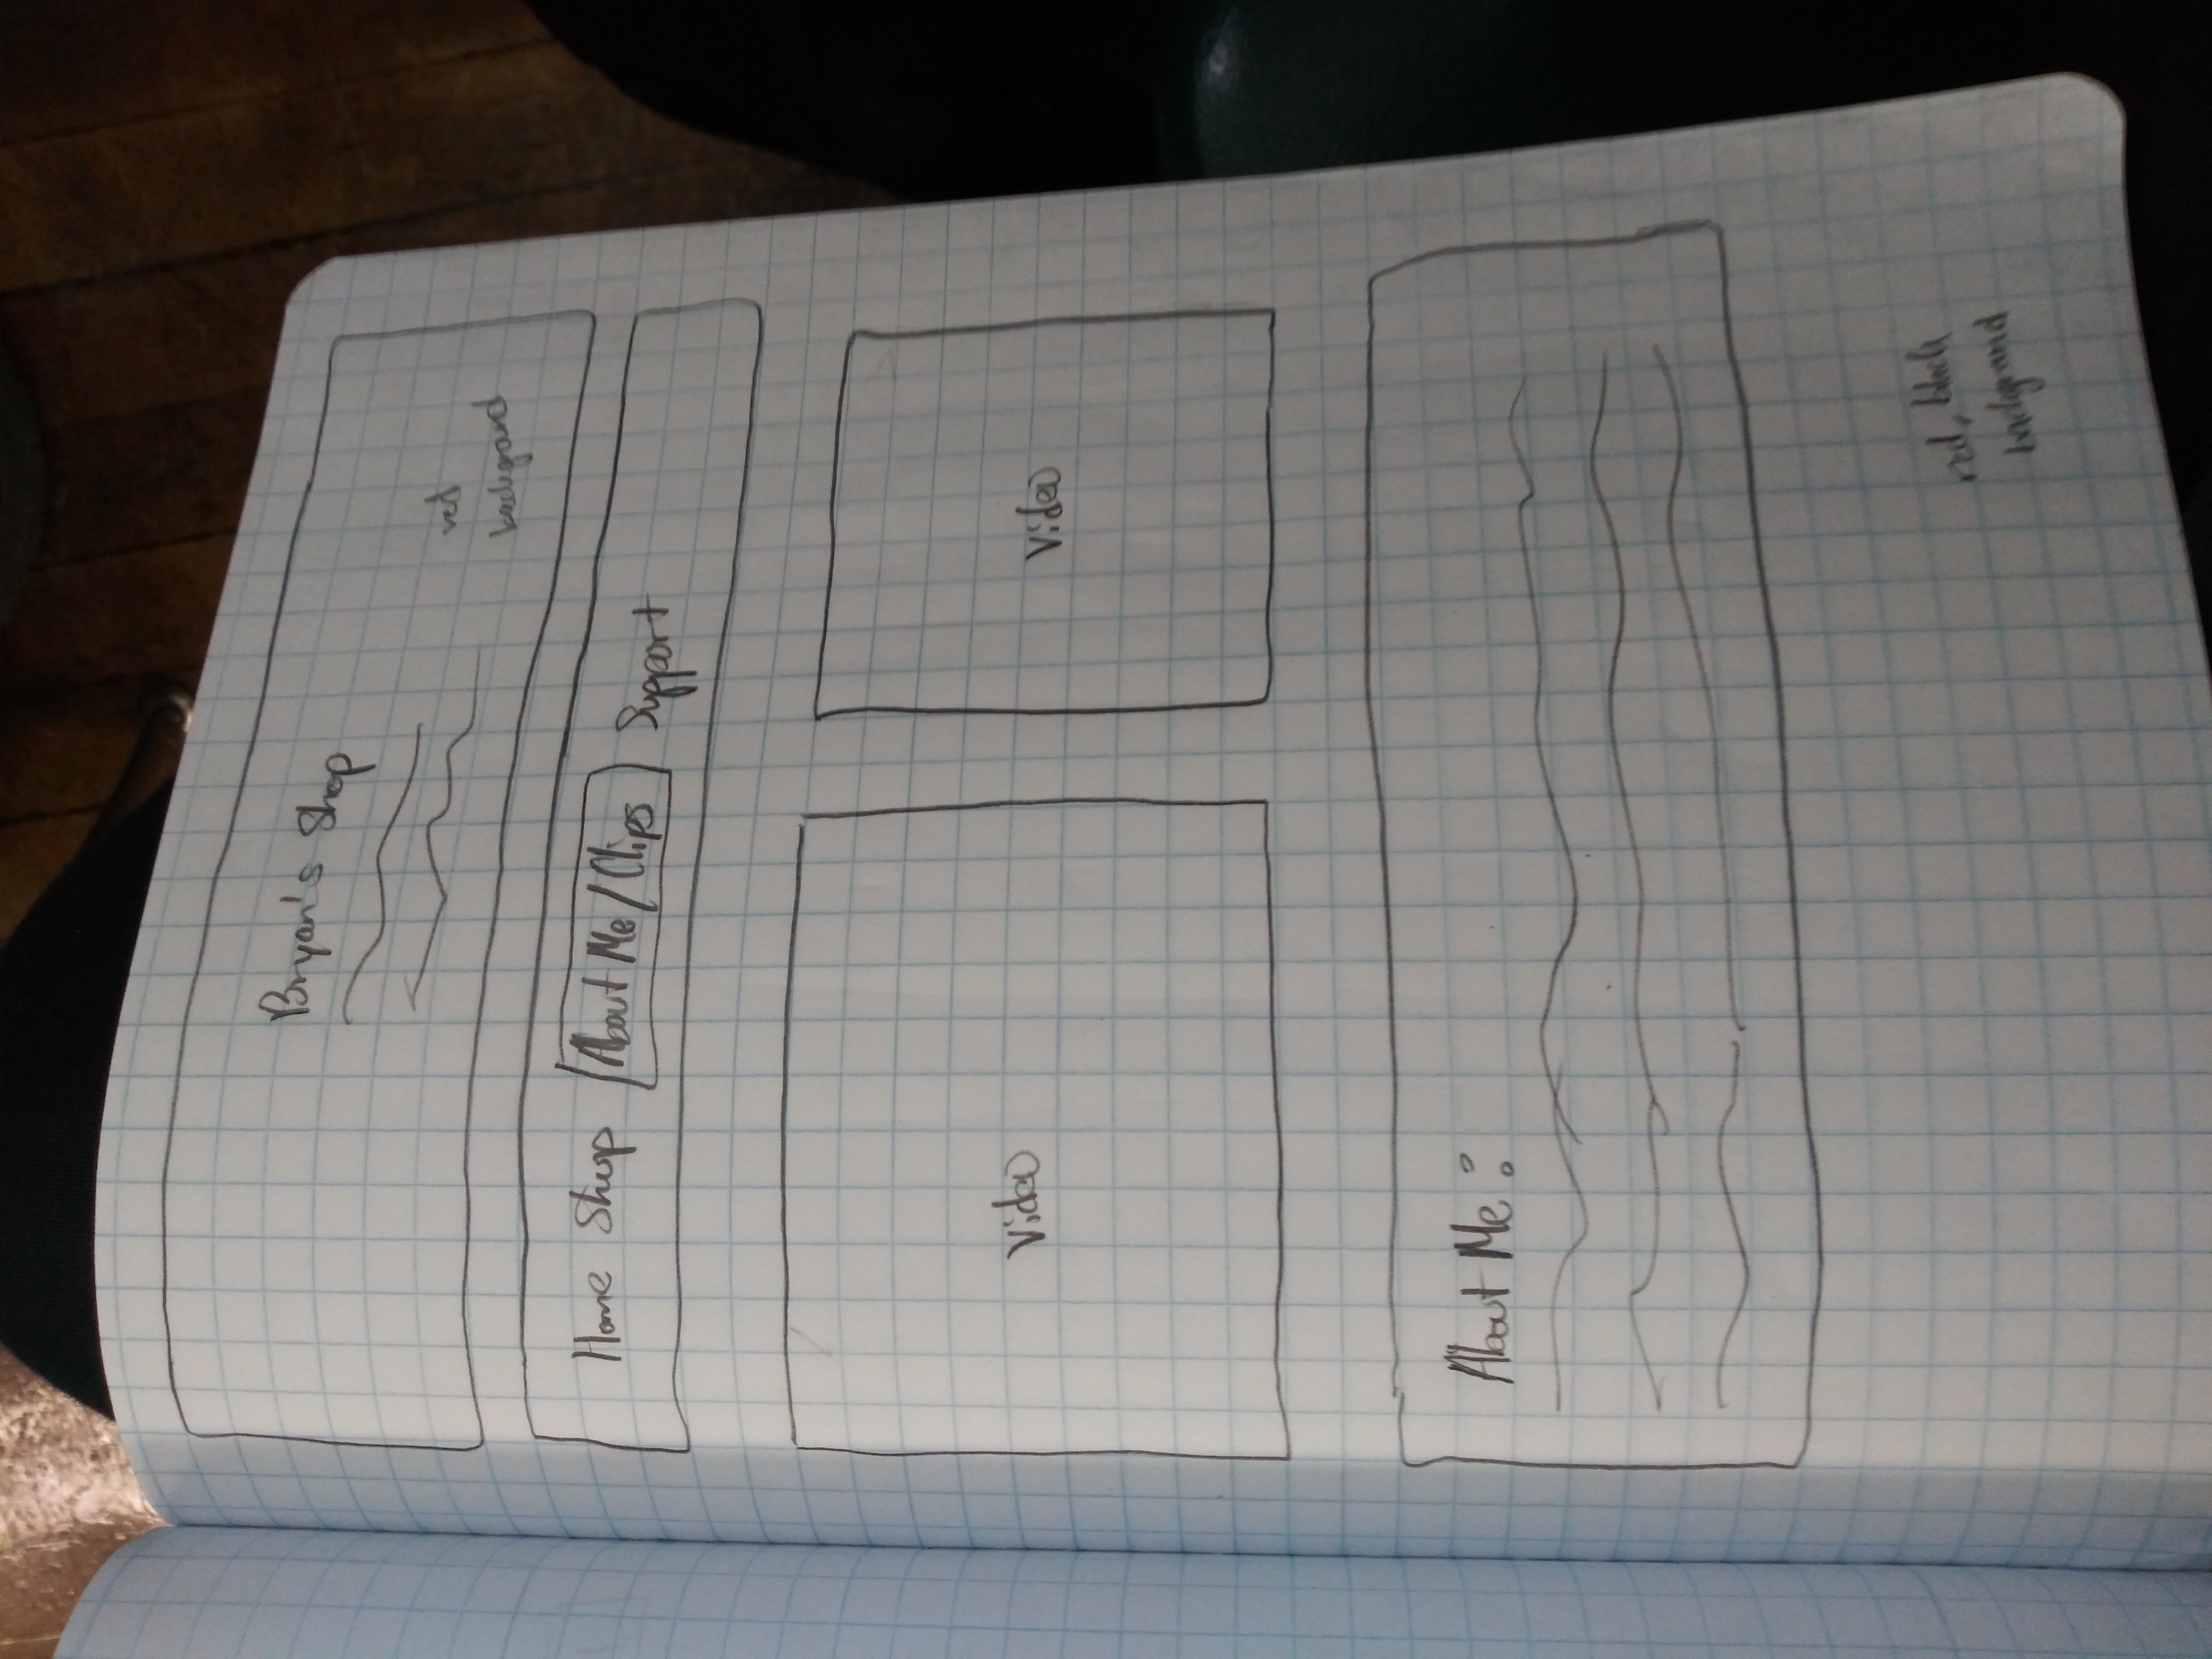 Bryan's Shop
red
background
Home Shop About Me/Clips Support
Video Video
About Me:
red, black
background